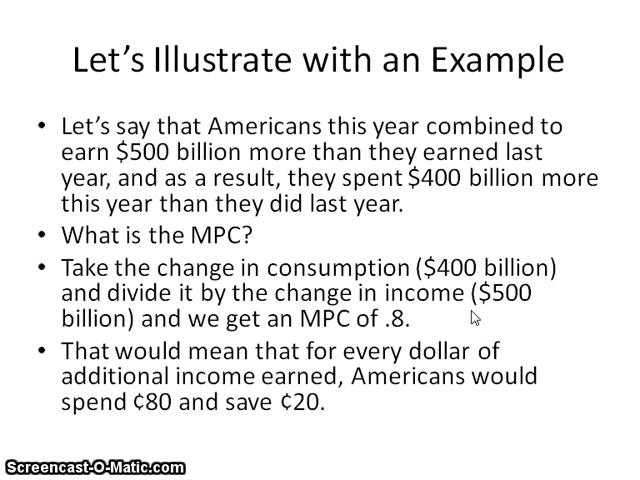 Let's Illustrate with an Example
• Let's say that Americans this year combined to
earn $500 billion more than they earned last
year, and as a result, they spent $400 billion more
this year than they did last year.
• What is the MPC?
• Take the change in consumption ($400 billion)
and divide it by the change in income ($500
billion) and we get an MPC of .8.
• That would mean that for every dollar of
additional income earned, Americans would
spend ¢80 and save ¢20.
Screencast-O-Matic.com